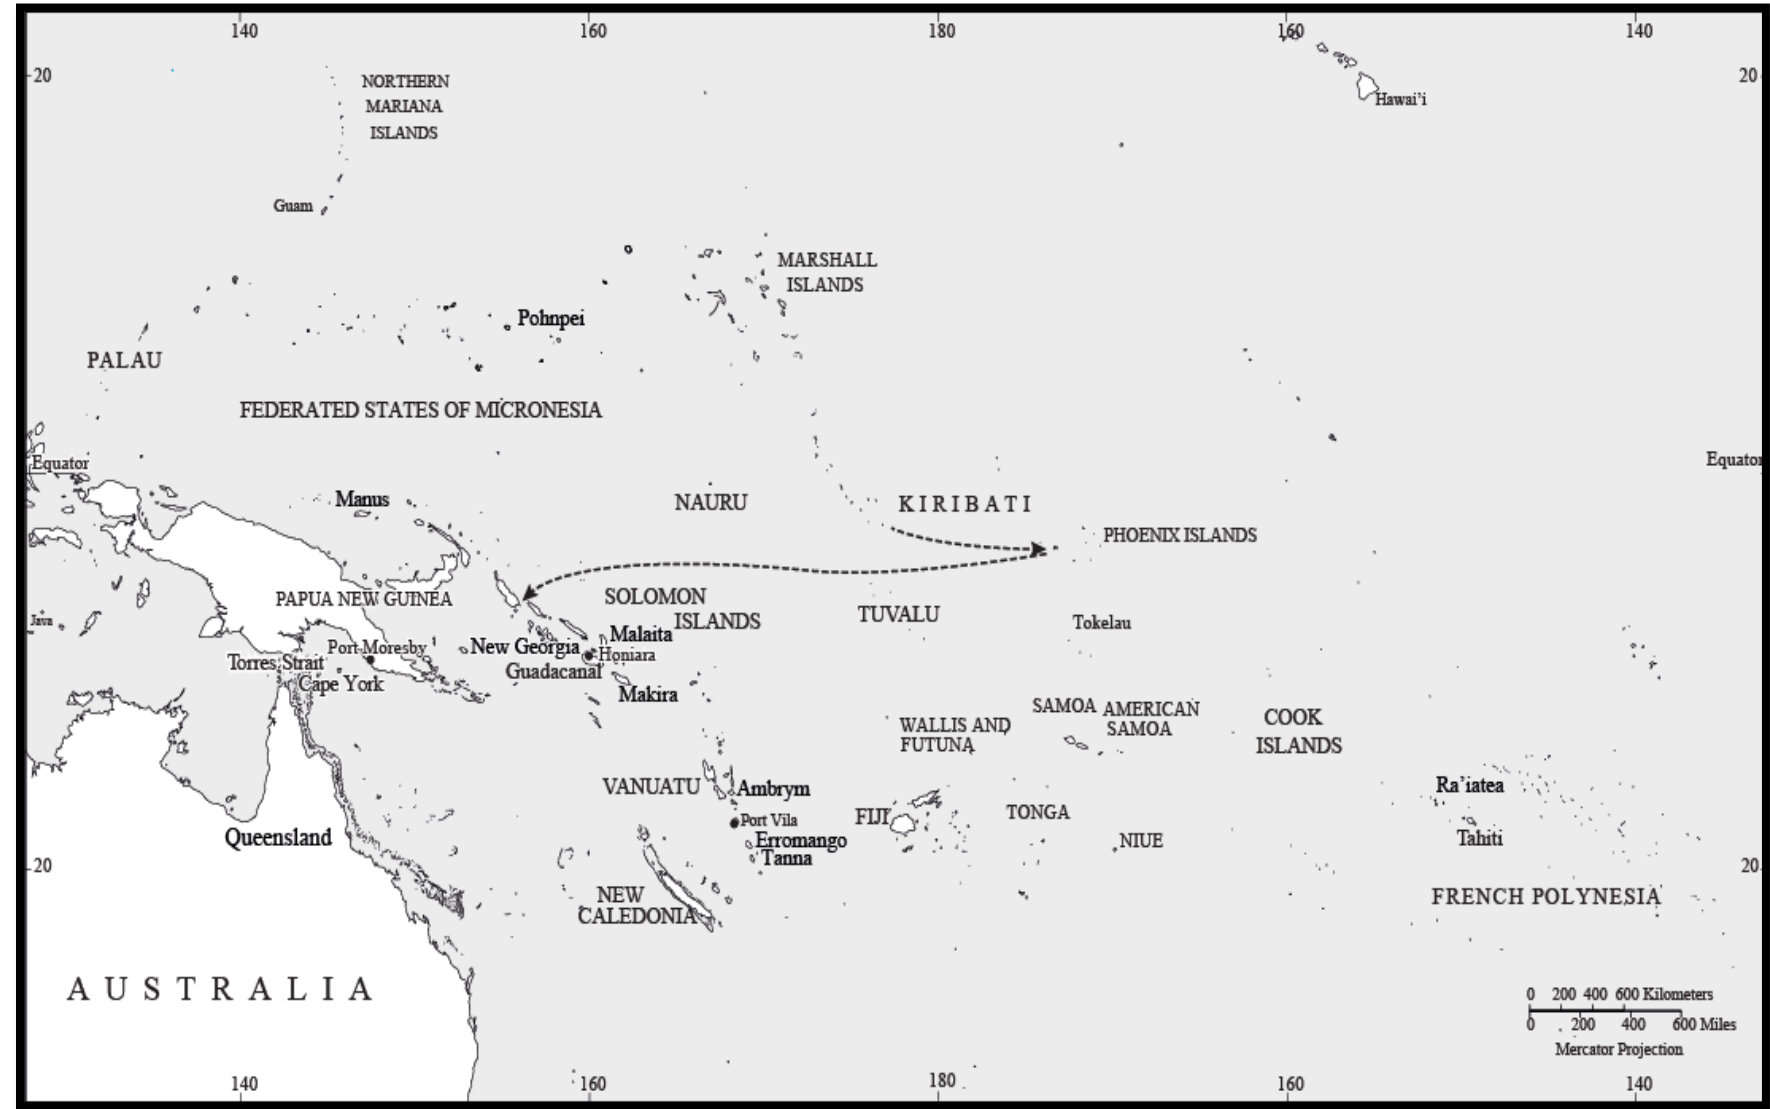 140 160 180 160 140
20 20
NORTHERN
MARIANA
ISLANDS
Hawai'i
Guam
MARSHALL
ISLANDS
Pohnpei
PALAU
FEDERATED STATES OF MICRONESIA
Equator Equator
Manus
NAURU
KIRIBATI
PHOENIX ISLANDS
PAPUA NEW GUINEA
SOLOMON
ISLANDS
TUVALU
Java
Tokelau
Malaita
New Georgia
Honiara
Port Moresby
Torres Strait
Guadacanal
Cape York
Makira
SAMOA
AMERICAN
SAMOA
WALLIS AND
FUTUNA
COOK
ISLANDS
VANUATU
Ambrym
Ra'iatea
FIJI
TONGA
Port Vila
Queensland
Erromango
NIUE
Tahiti
Tanna
20 20
NEW
CALEDONIA
FRENCH POLYNESIA
AUSTRALIA
0 200 400 600 Kilometers
0 200 400 600 Miles
Mercator Projection
140 160 180 160 140